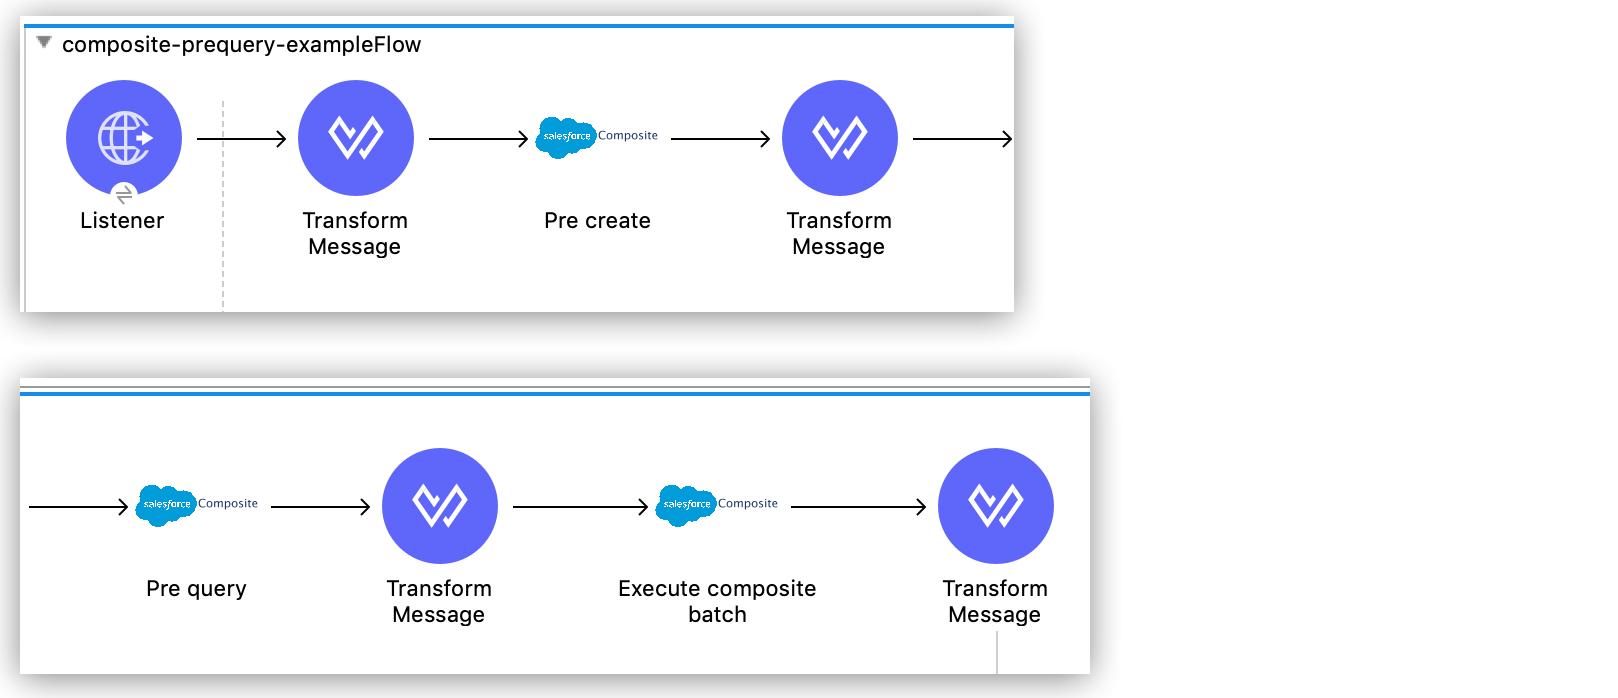 composite-prequery-exampleFlow
salesforce Composite
Listener
Transform
Message
Pre create
Transform
Message
salesforce Composite
salesforce Composite
Pre query
Transform
Message
Execute composite
batch
Transform
Message